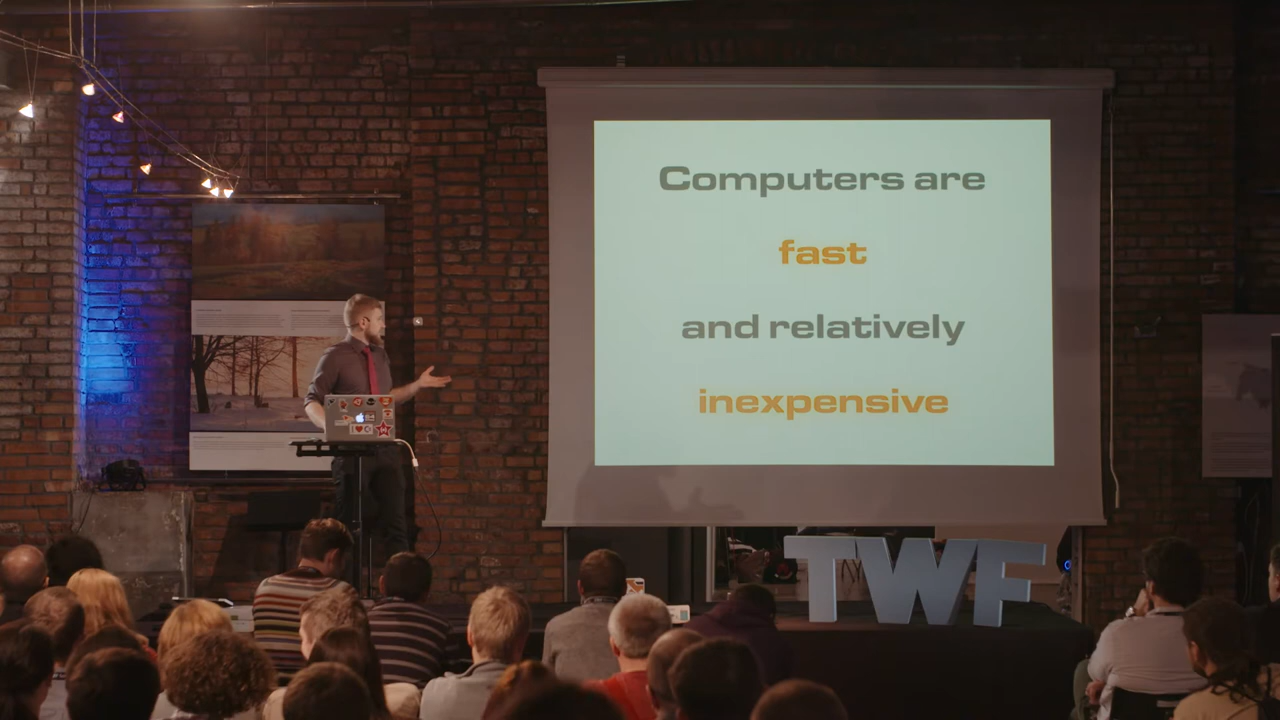 Computers are
fast
and relatively
inexpensive
TWF